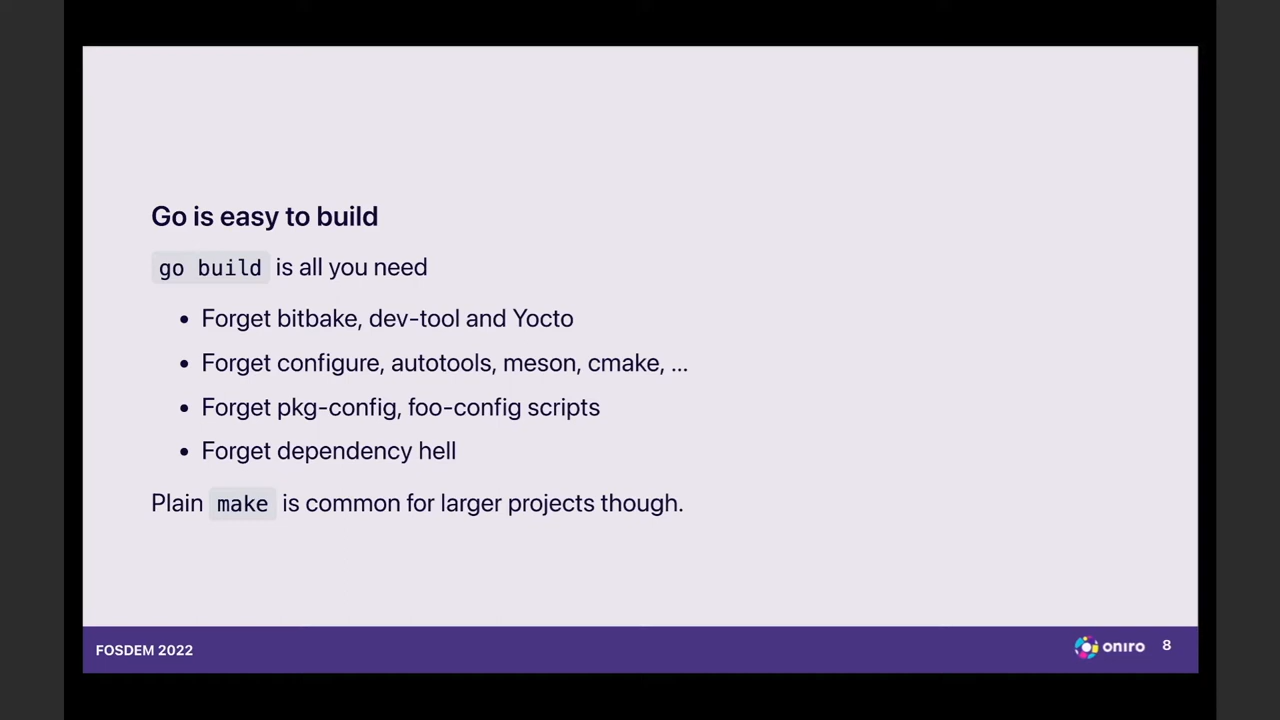 Go is easy to build
go build is all you need
• Forget bitbake, dev-tool and Yocto
• Forget configure, autotools, meson, cmake, ...
• Forget pkg-config, foo-config scripts
• Forget dependency hell
Plain make is common for larger projects though.
FOSDEM 2022
oniro 8